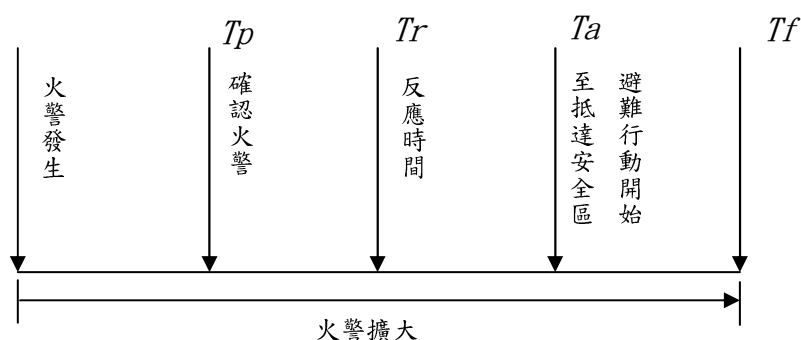 Tp
Tr
Ta
Tf
火警發生
確認火警
反應時間
避難行動開始
至抵達安全區
火警擴大